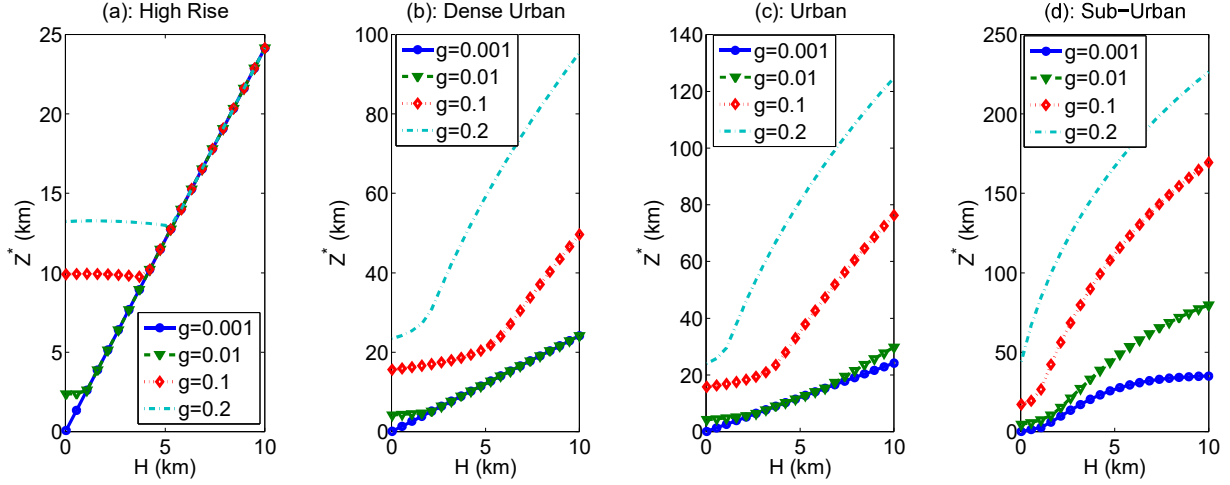 (a): High Rise
25
20
15
10
5
0
0
5
10
Z* (km)
H (km)
g=0.001
g=0.01
g=0.1
g=0.2
(b): Dense Urban
100
80
60
40
20
0
0
5
10
Z* (km)
H (km)
g=0.001
g=0.01
g=0.1
g=0.2
(c): Urban
140
120
100
80
60
40
20
0
0
5
10
Z* (km)
H (km)
g=0.001
g=0.01
g=0.1
g=0.2
(d): Sub−Urban
250
200
150
100
50
0
0
5
10
Z* (km)
H (km)
g=0.001
g=0.01
g=0.1
g=0.2